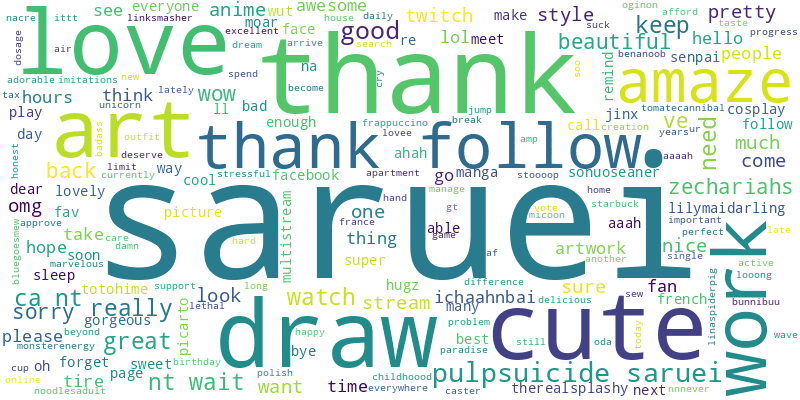 see everyone anime wut awesome twitch make style pretty oginon afford
nacre linksmasher moar face house daily suck taste
ittt excellent arrive good re lol meet keep progress
love thank beautiful hello
dosage air dream search soo senpai people
adorable imitations new na become cry remind benanoob amaze
tax hours think wow spend jump tomatecannibal cosplay
unicorn lately bad ll frappuccino break jinx
play art badass outfit enough lovee amp call creation ve years ur follow
day deserve thank follow. need much
honest limit way ahah stoooop aaaah come
back currently stressful facebook apartment go manga sonuoseaner
dear lovely cool saruei hand manage gt home zechariahs
omg fav picture multistream one able vote starbuck lilymaidarling
approve care hard france game micoon aaah important late
bluegoesmew hope take damn thing af artwork perfect nice
soon marvelous super another single active
sleep totohime support long hugz difference sure fan french looong
ca nt really lethal look watch stream ichaahnbai delicious sew linaspiderpig bunnibuu work
sorry gorgeous draw many cute
please beyond picarto happy bye best problem still oda today wave
monsterenergy great polish paradise
cup oh forget sweet birthday
online tire page nt wait want time childhoood everywhere pulpsuicide saruei
noodlesadult caster therealsplashy next nnnever